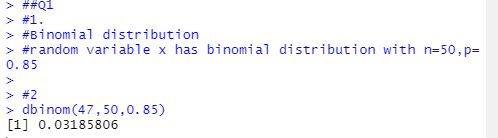 > ##Q1
> #1.
> #Binomial distribution
> #random variable x has binomial distribution with n=50,p=
0.85
>
> #2
> dbinom(47,50,0.85)
[1] 0.03185806